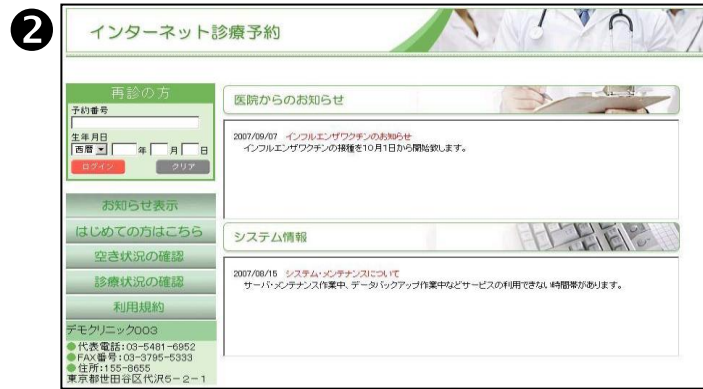 ❷
インターネット診療予約
再診の方
予約番号
生年月日
西暦 年 月 日
ログイン クリア
お知らせ表示
はじめての方はこちら
空き状況の確認
診療状況の確認
利用規約
デモクリニック003
●代表電話:03-5481-6952
●FAX番号:03-3795-5333
●住所:155-8655
東京都世田谷区代沢5-2-1
医院からのお知らせ
2007/09/07 インフルエンザワクチンのお知らせ
インフルエンザワクチンの接種を10月1日から開始致します。
システム情報
2007/08/15 システム・メンテナンスについて
サーバ・メンテナンス作業中、データバックアップ作業中などサービスの利用できない時間帯があります。